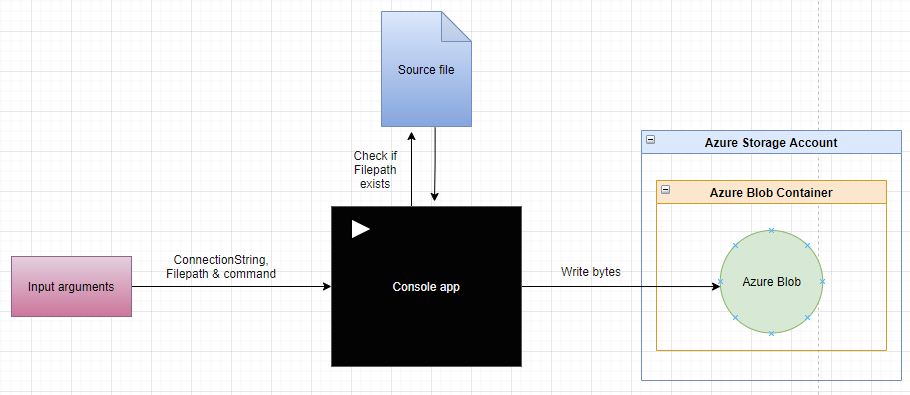 Source file
Check if
Filepath
exists
Azure Storage Account
Azure Blob Container
ConnectionString,
Filepath & command
Input arguments
Console app
Write bytes
Azure Blob